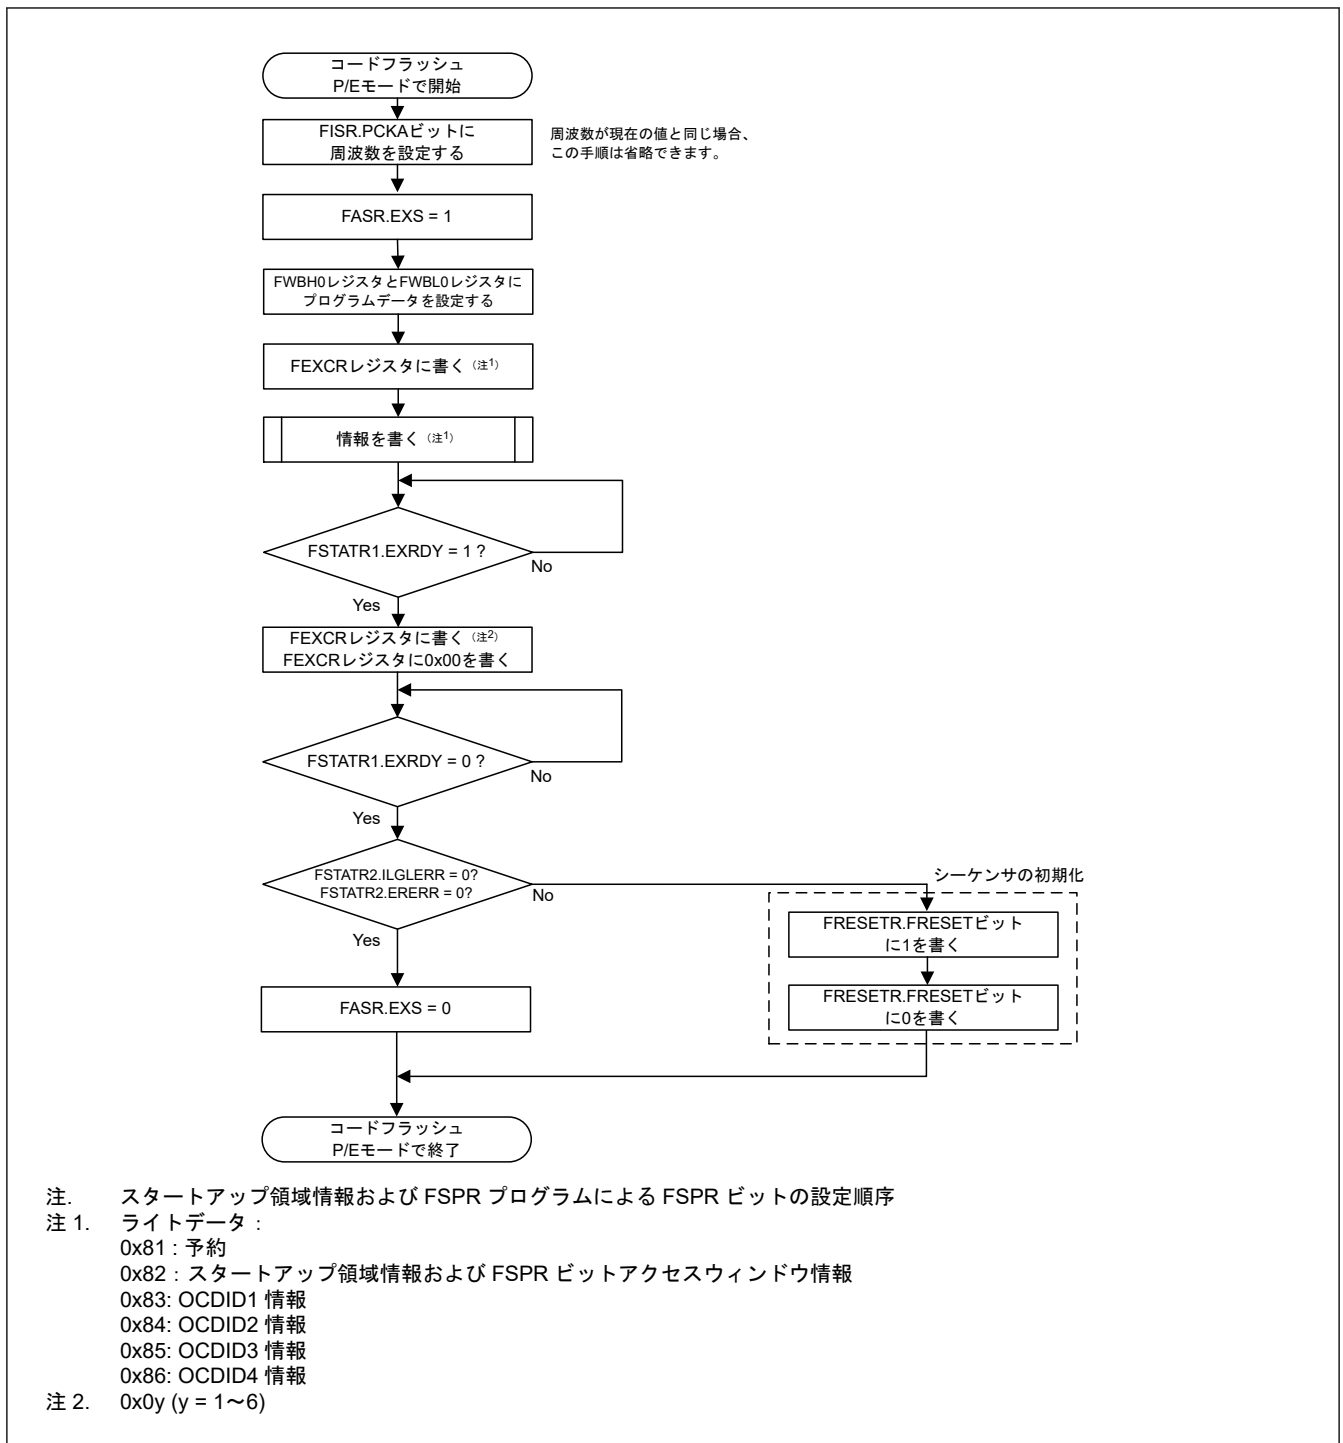 コードフラッシュ
P/Eモードで開始
FISR.PCKAビットに
周波数を設定する
周波数が現在の値と同じ場合、
この手順は省略できます。
FASR.EXS = 1
FWBH0レジスタとFWBL0レジスタに
プログラムデータを設定する
FEXCRレジスタに書く（注1）
情報を書く（注1）
FSTATR1.EXRDY = 1 ?
No
Yes
FEXCRレジスタに書く（注2）
FEXCRレジスタに0x00を書く
FSTATR1.EXRDY = 0 ?
No
Yes
FSTATR2.ILGLERR = 0?
FSTATR2.ERERR = 0?
No
Yes
シーケンサの初期化
FRESETR.FRESETビット
に1を書く
FRESETR.FRESETビット
に0を書く
FASR.EXS = 0
コードフラッシュ
P/Eモードで終了
注. スタートアップ領域情報および FSPR プログラムによる FSPR ビットの設定順序
注 1. ライトデータ：
0x81 : 予約
0x82：スタートアップ領域情報および FSPR ビットアクセスウィンドウ情報
0x83: OCDID1 情報
0x84: OCDID2 情報
0x85: OCDID3 情報
0x86: OCDID4 情報
注 2. 0x0y (y = 1～6)